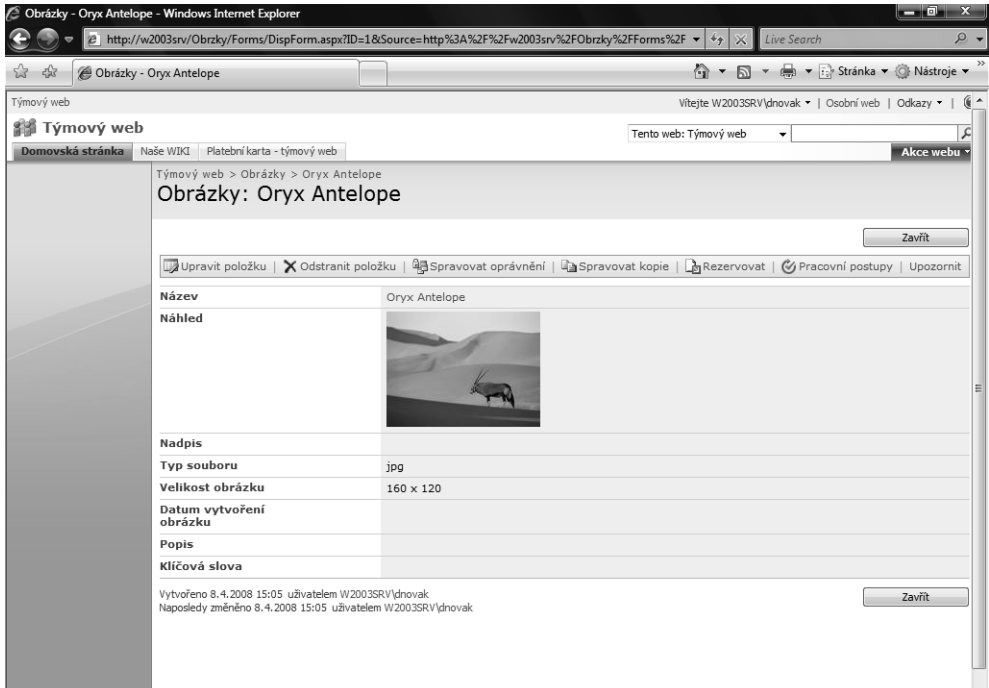 Obrázky - Oryx Antelope - Windows Internet Explorer
http://w2003srv/Obrzky/Forms/DispForm.aspx?ID=1&Source=http%3A%2F%2Fw2003srv%2FObrzky%2FForms%2F
Live Search
Obrázky - Oryx Antelope
Stránka
Nástroje
Týmový web
Vítejte W2003SRV\dnovak | Osobní web | Odkazy |
Týmový web
Tento web: Týmový web
Domovská stránka Naše WIKI Platební karta - týmový web
Akce webu
Týmový web > Obrázky > Oryx Antelope
Obrázky: Oryx Antelope
Zavřít
Upravit položku | Odstranit položku | Spravovat oprávnění | Spravovat kopie | Rezervovat | Pracovní postupy | Upozornit
Název Oryx Antelope
Náhled
Nadpis
Typ souboru jpg
Velikost obrázku 160 x 120
Datum vytvoření
obrázku
Popis
Klíčová slova
Vytvořeno 8.4.2008 15:05 uživatelem W2003SRV\dnovak
Naposledy změněno 8.4.2008 15:05 uživatelem W2003SRV\dnovak
Zavřít